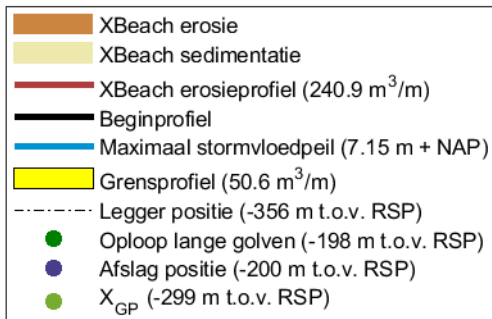 XBeach erosie
XBeach sedimentatie
XBeach erosieprofiel (240.9 m³/m)
Beginprofiel
Maximaal stormvloedpeil (7.15 m + NAP)
Grensprofiel (50.6 m³/m)
Legger positie (-356 m t.o.v. RSP)
Oploop lange golven (-198 m t.o.v. RSP)
Afslag positie (-200 m t.o.v. RSP)
X_GP (-299 m t.o.v. RSP)